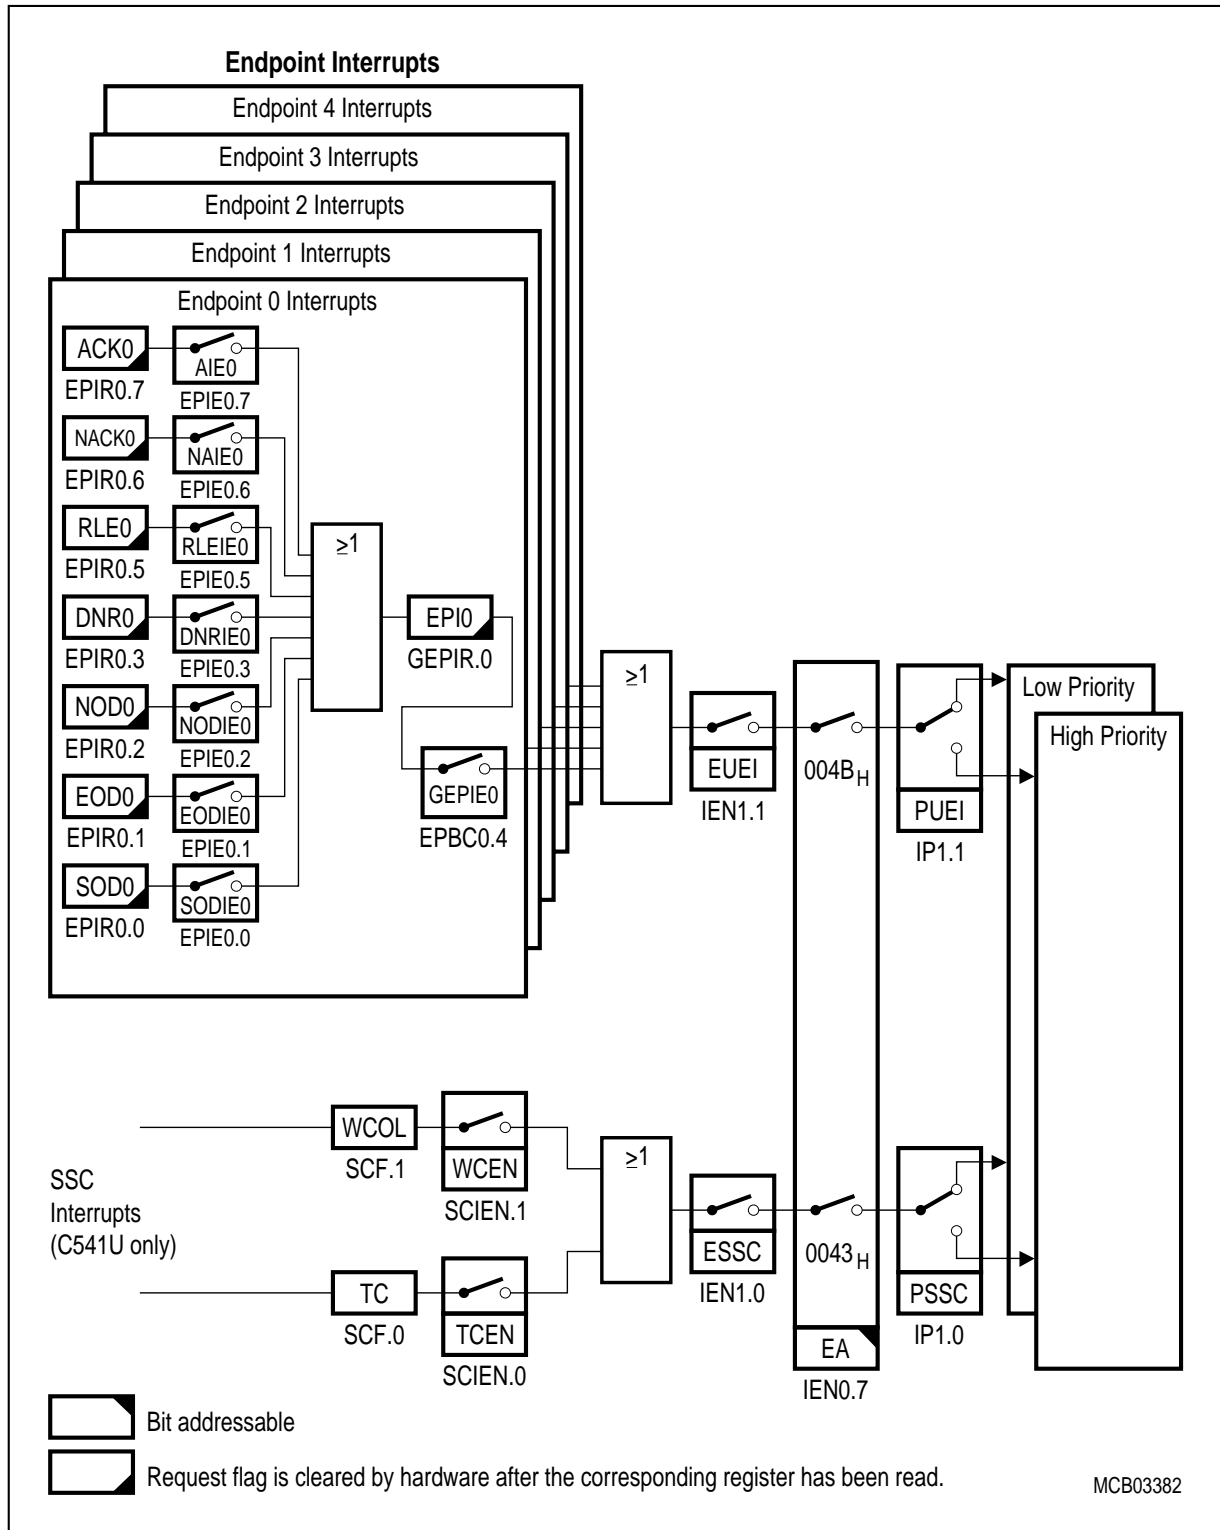 Endpoint Interrupts
Endpoint 4 Interrupts
Endpoint 3 Interrupts
Endpoint 2 Interrupts
Endpoint 1 Interrupts
Endpoint 0 Interrupts
ACK0
AIE0
EPIR0.7
EPIE0.7
NACK0
NAIE0
EPIR0.6
EPIE0.6
RLE0
RLEIE0
EPIR0.5
EPIE0.5
DNR0
DNRIE0
EPIR0.3
EPIE0.3
NOD0
NODIE0
EPIR0.2
EPIE0.2
EOD0
EODIE0
EPIR0.1
EPIE0.1
SOD0
SODIE0
EPIR0.0
EPIE0.0
≥1
EPI0
GEPIR.0
GEPIE0
EPBC0.4
≥1
EUEI
IEN1.1
004B H
PUEI
IP1.1
Low Priority
High Priority
SSC
Interrupts
(C541U only)
WCOL
SCF.1
WCEN
SCIEN.1
TC
SCF.0
TCEN
SCIEN.0
≥1
ESSC
IEN1.0
0043 H
EA
IEN0.7
PSSC
IP1.0
Bit addressable
Request flag is cleared by hardware after the corresponding register has been read.
MCB03382